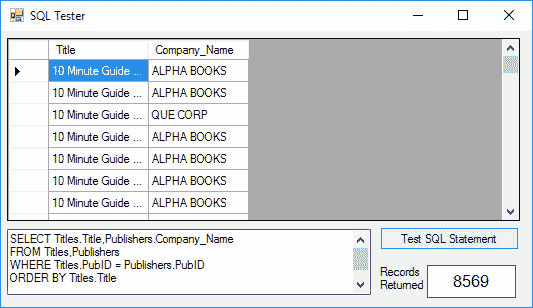 SQL Tester
Title Company_Name
10 Minute Guide ... ALPHA BOOKS
10 Minute Guide ... ALPHA BOOKS
10 Minute Guide ... QUE CORP
10 Minute Guide ... ALPHA BOOKS
10 Minute Guide ... ALPHA BOOKS
10 Minute Guide ... ALPHA BOOKS
10 Minute Guide ... ALPHA BOOKS
SELECT Titles.Title,Publishers.Company_Name
FROM Titles,Publishers
WHERE Titles.PubID = Publishers.PubID
ORDER BY Titles.Title
Test SQL Statement
Records
Returned
8569